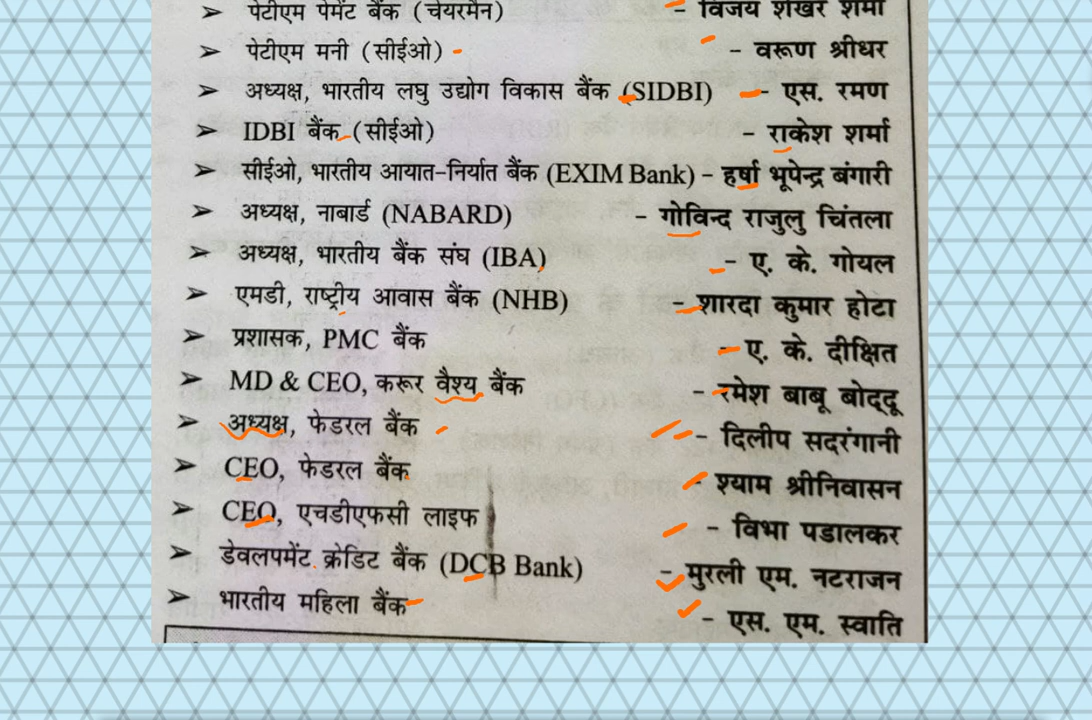 ➤ पेटीएम पेमेंट बैंक (चेयरमैन) – विजय शेखर शर्मा
➤ पेटीएम मनी (सीईओ) – वरूण श्रीधर
➤ अध्यक्ष, भारतीय लघु उद्योग विकास बैंक (SIDBI) – एस. रमण
➤ IDBI बैंक (सीईओ) – राकेश शर्मा
➤ सीईओ, भारतीय आयात-निर्यात बैंक (EXIM Bank) – हर्षा भूपेन्द्र बंगारी
➤ अध्यक्ष, नाबार्ड (NABARD) – गोविन्द राजुलु चिंतला
➤ अध्यक्ष, भारतीय बैंक संघ (IBA) – ए. के. गोयल
➤ एमडी, राष्ट्रीय आवास बैंक (NHB) – शारदा कुमार होटा
➤ प्रशासक, PMC बैंक – ए. के. दीक्षित
➤ MD & CEO, करूर वैश्य बैंक – रमेश बाबू बोद्दू
➤ अध्यक्ष, फेडरल बैंक – दिलीप सदरंगानी
➤ CEO, फेडरल बैंक – श्याम श्रीनिवासन
➤ CEO, एचडीएफसी लाइफ – विभा पडालकर
➤ डेवलपमेंट क्रेडिट बैंक (DCB Bank) – मुरली एम. नटराजन
➤ भारतीय महिला बैंक – एस. एम. स्वाति